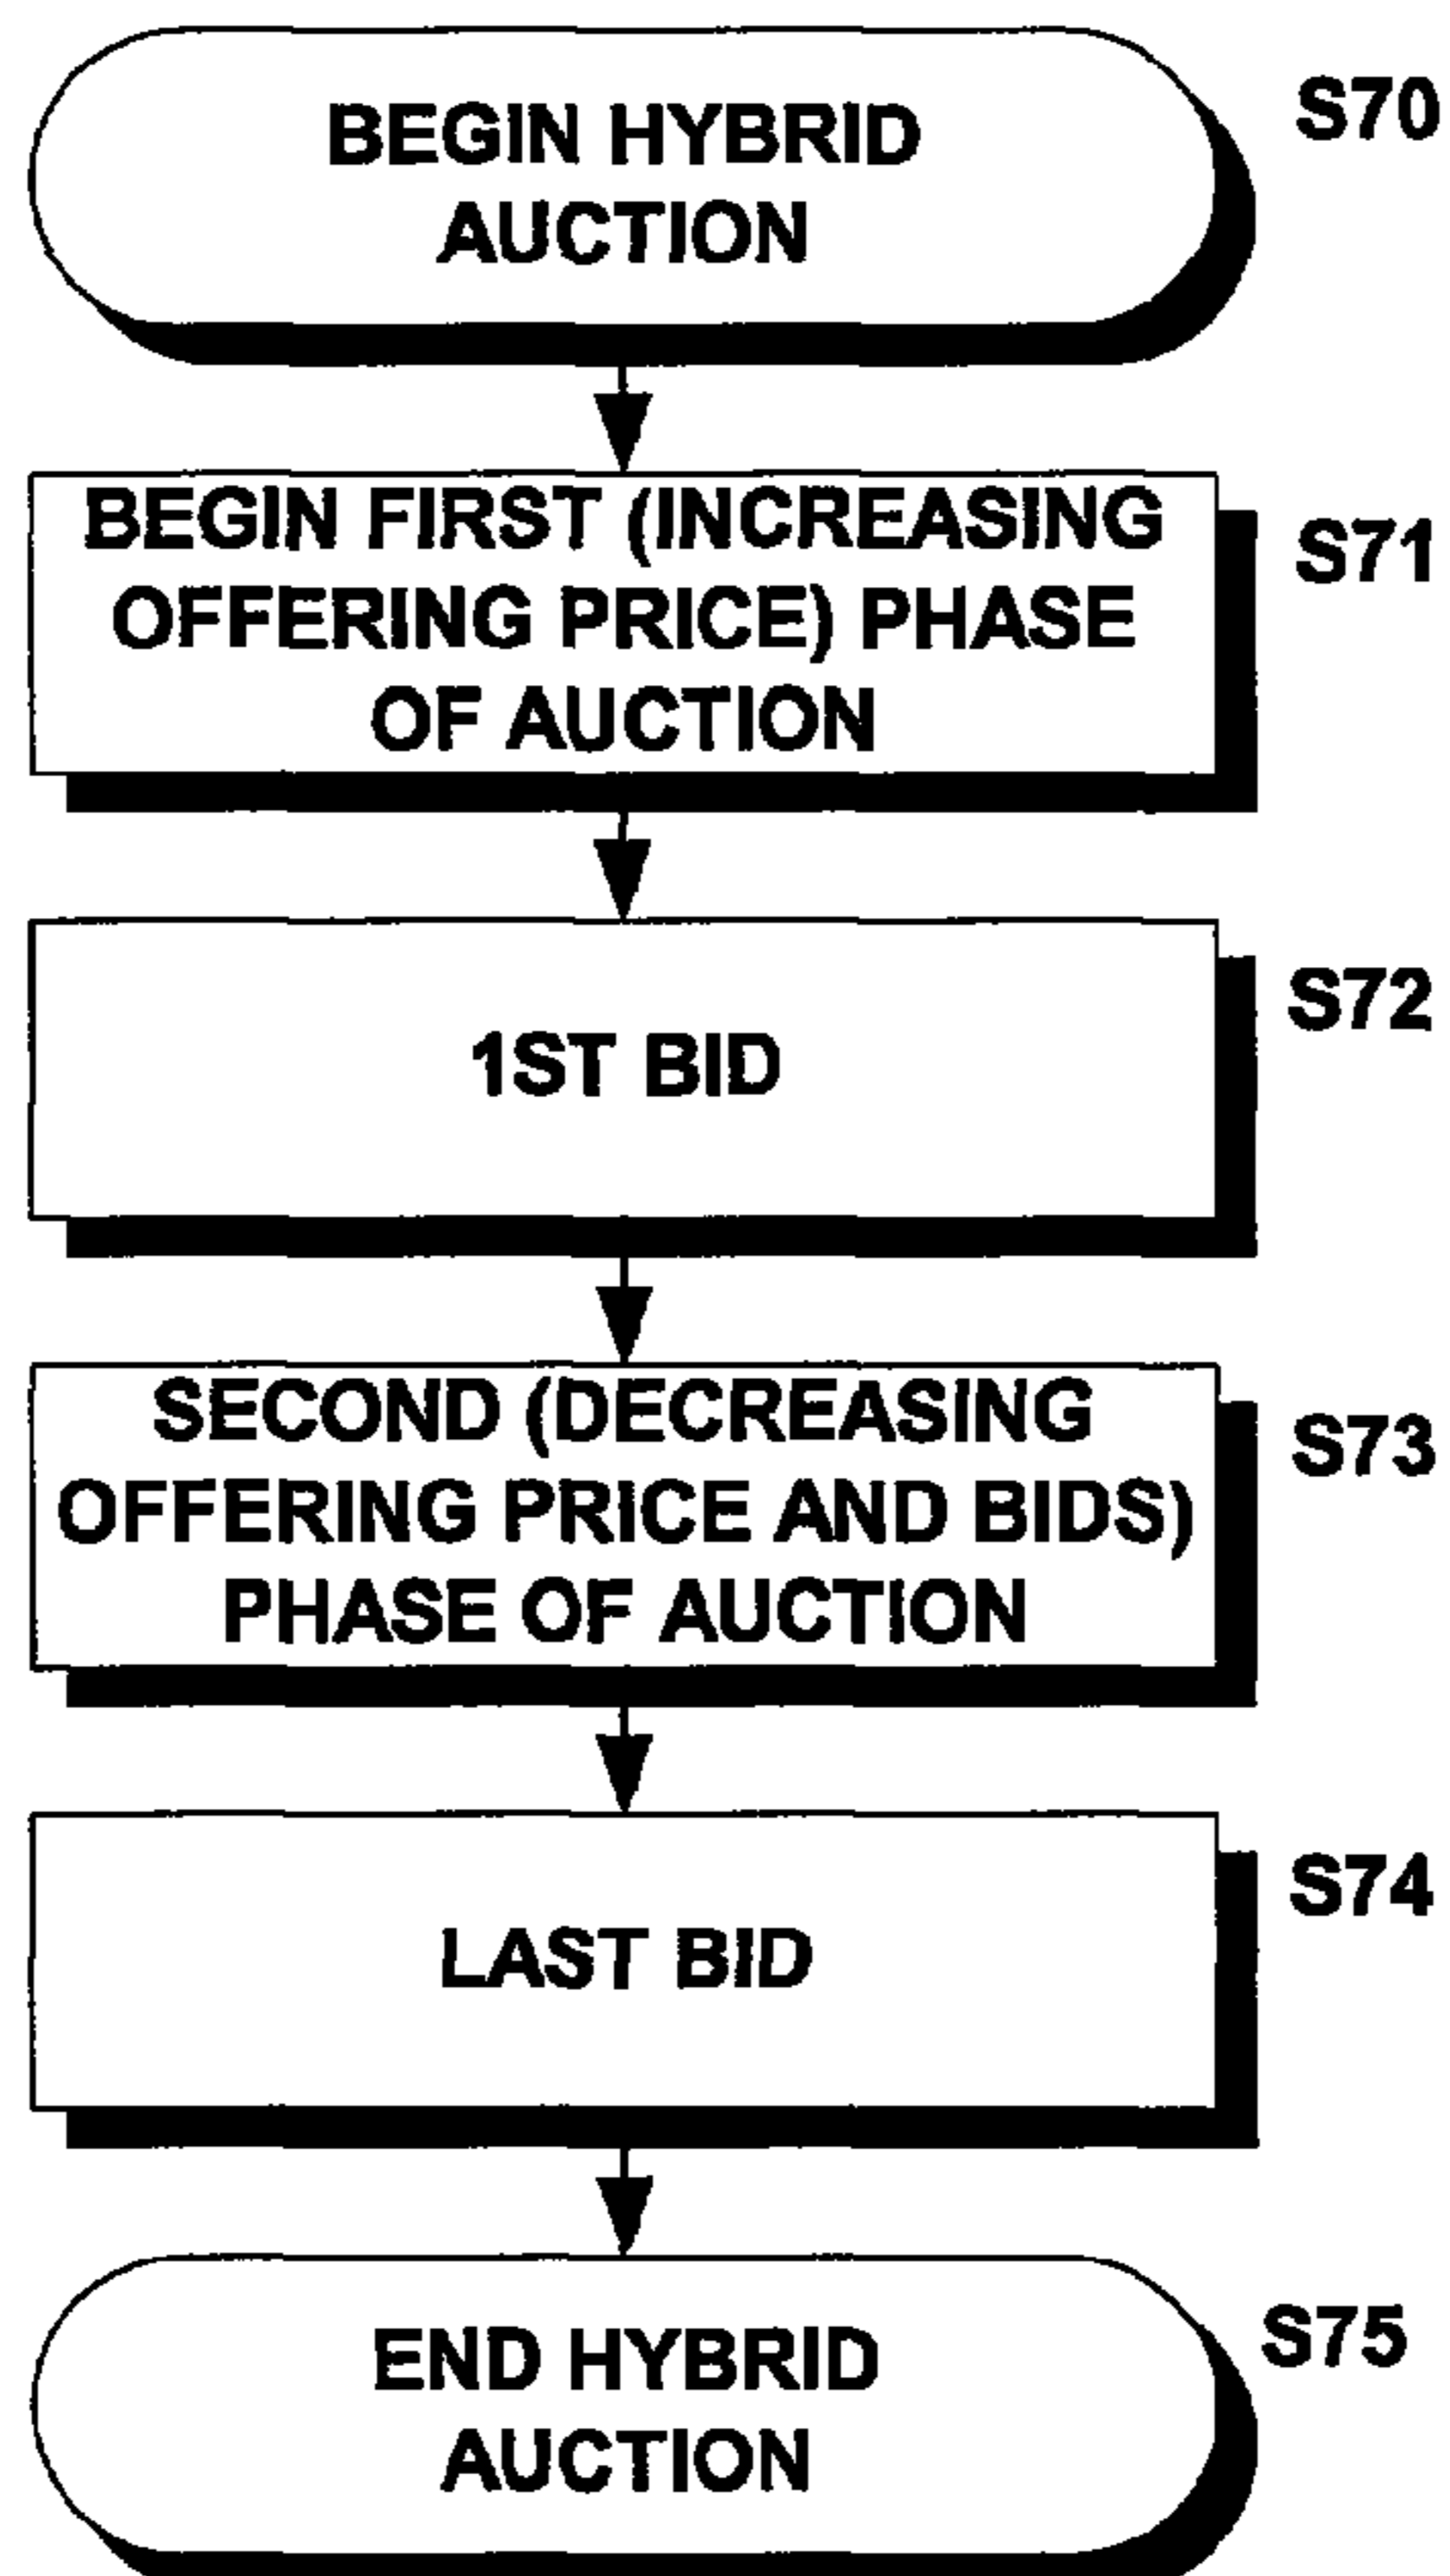 BEGIN HYBRID
AUCTION
S70
BEGIN FIRST (INCREASING
OFFERING PRICE) PHASE
OF AUCTION
S71
1ST BID
S72
SECOND (DECREASING
OFFERING PRICE AND BIDS)
PHASE OF AUCTION
S73
LAST BID
S74
END HYBRID
AUCTION
S75